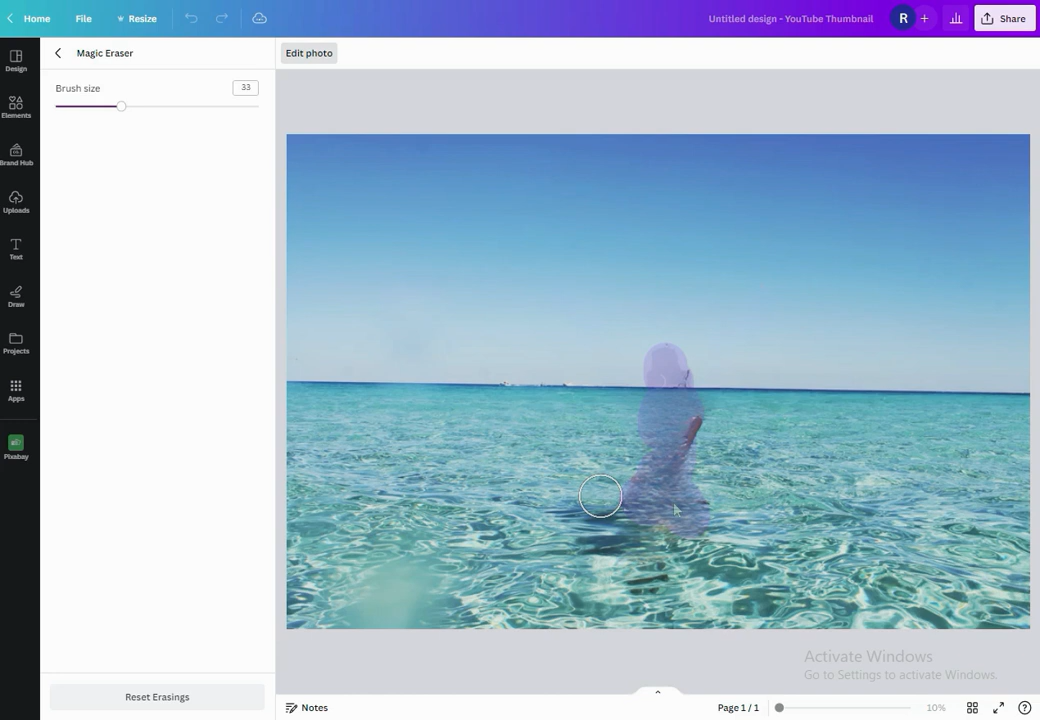 Home
File
Resize
Untitled design - YouTube Thumbnail
R
+
Share
Design
Elements
Brand Hub
Uploads
Text
Draw
Projects
Apps
Pixabay
Magic Eraser
Brush size
33
Edit photo
Activate Windows
Go to Settings to activate Windows.
Reset Erasings
Notes
Page 1 / 1
10%
?